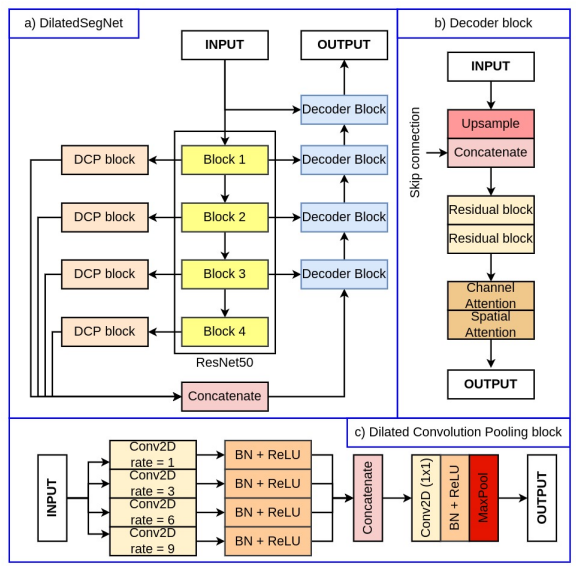 a) DilatedSegNet
INPUT
OUTPUT
Decoder Block
DCP block
Block 1
Decoder Block
DCP block
Block 2
Decoder Block
DCP block
Block 3
Decoder Block
DCP block
Block 4
ResNet50
Concatenate
b) Decoder block
INPUT
Upsample
Concatenate
Skip connection
Residual block
Residual block
Channel
Attention
Spatial
Attention
OUTPUT
c) Dilated Convolution Pooling block
INPUT
Conv2D
rate = 1
BN + ReLU
Conv2D
rate = 3
BN + ReLU
Conv2D
rate = 6
BN + ReLU
Conv2D
rate = 9
BN + ReLU
Concatenate
Conv2D (1x1)
BN + ReLU
MaxPool
OUTPUT